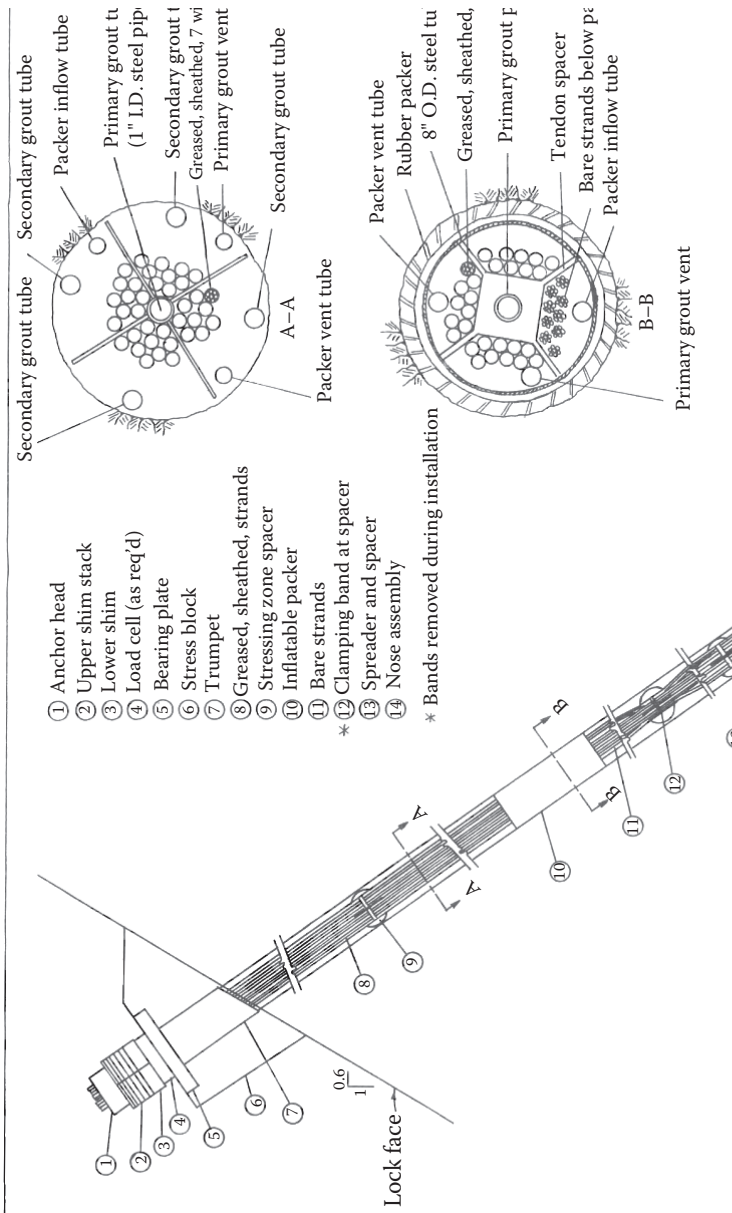 ① Anchor head
② Upper shim stack
③ Lower shim
④ Load cell (as req'd)
⑤ Bearing plate
⑥ Stress block
⑦ Trumpet
⑧ Greased, sheathed, strands
⑨ Stressing zone spacer
⑩ Inflatable packer
⑪ Bare strands
* ⑫ Clamping band at spacer
⑬ Spreader and spacer
⑭ Nose assembly
* Bands removed during installation
Secondary grout tube
Secondary grout tube
Packer inflow tube
Primary grout
(1" I.D. steel
Secondary grout
Greased, sheathed, 7
Primary grout vent
Secondary grout tube
Packer vent tube
A–A
Packer vent tube
Rubber packer
8" O.D. steel
Greased, sheathed,
Primary grout
Tendon spacer
Bare strands below
Packer inflow tube
Primary grout vent
B–B
①
②
③
④
⑤
⑥
⑦
⑧
⑨
⑩
⑪
⑫
A
A
B
B
0.6
1
Lock face